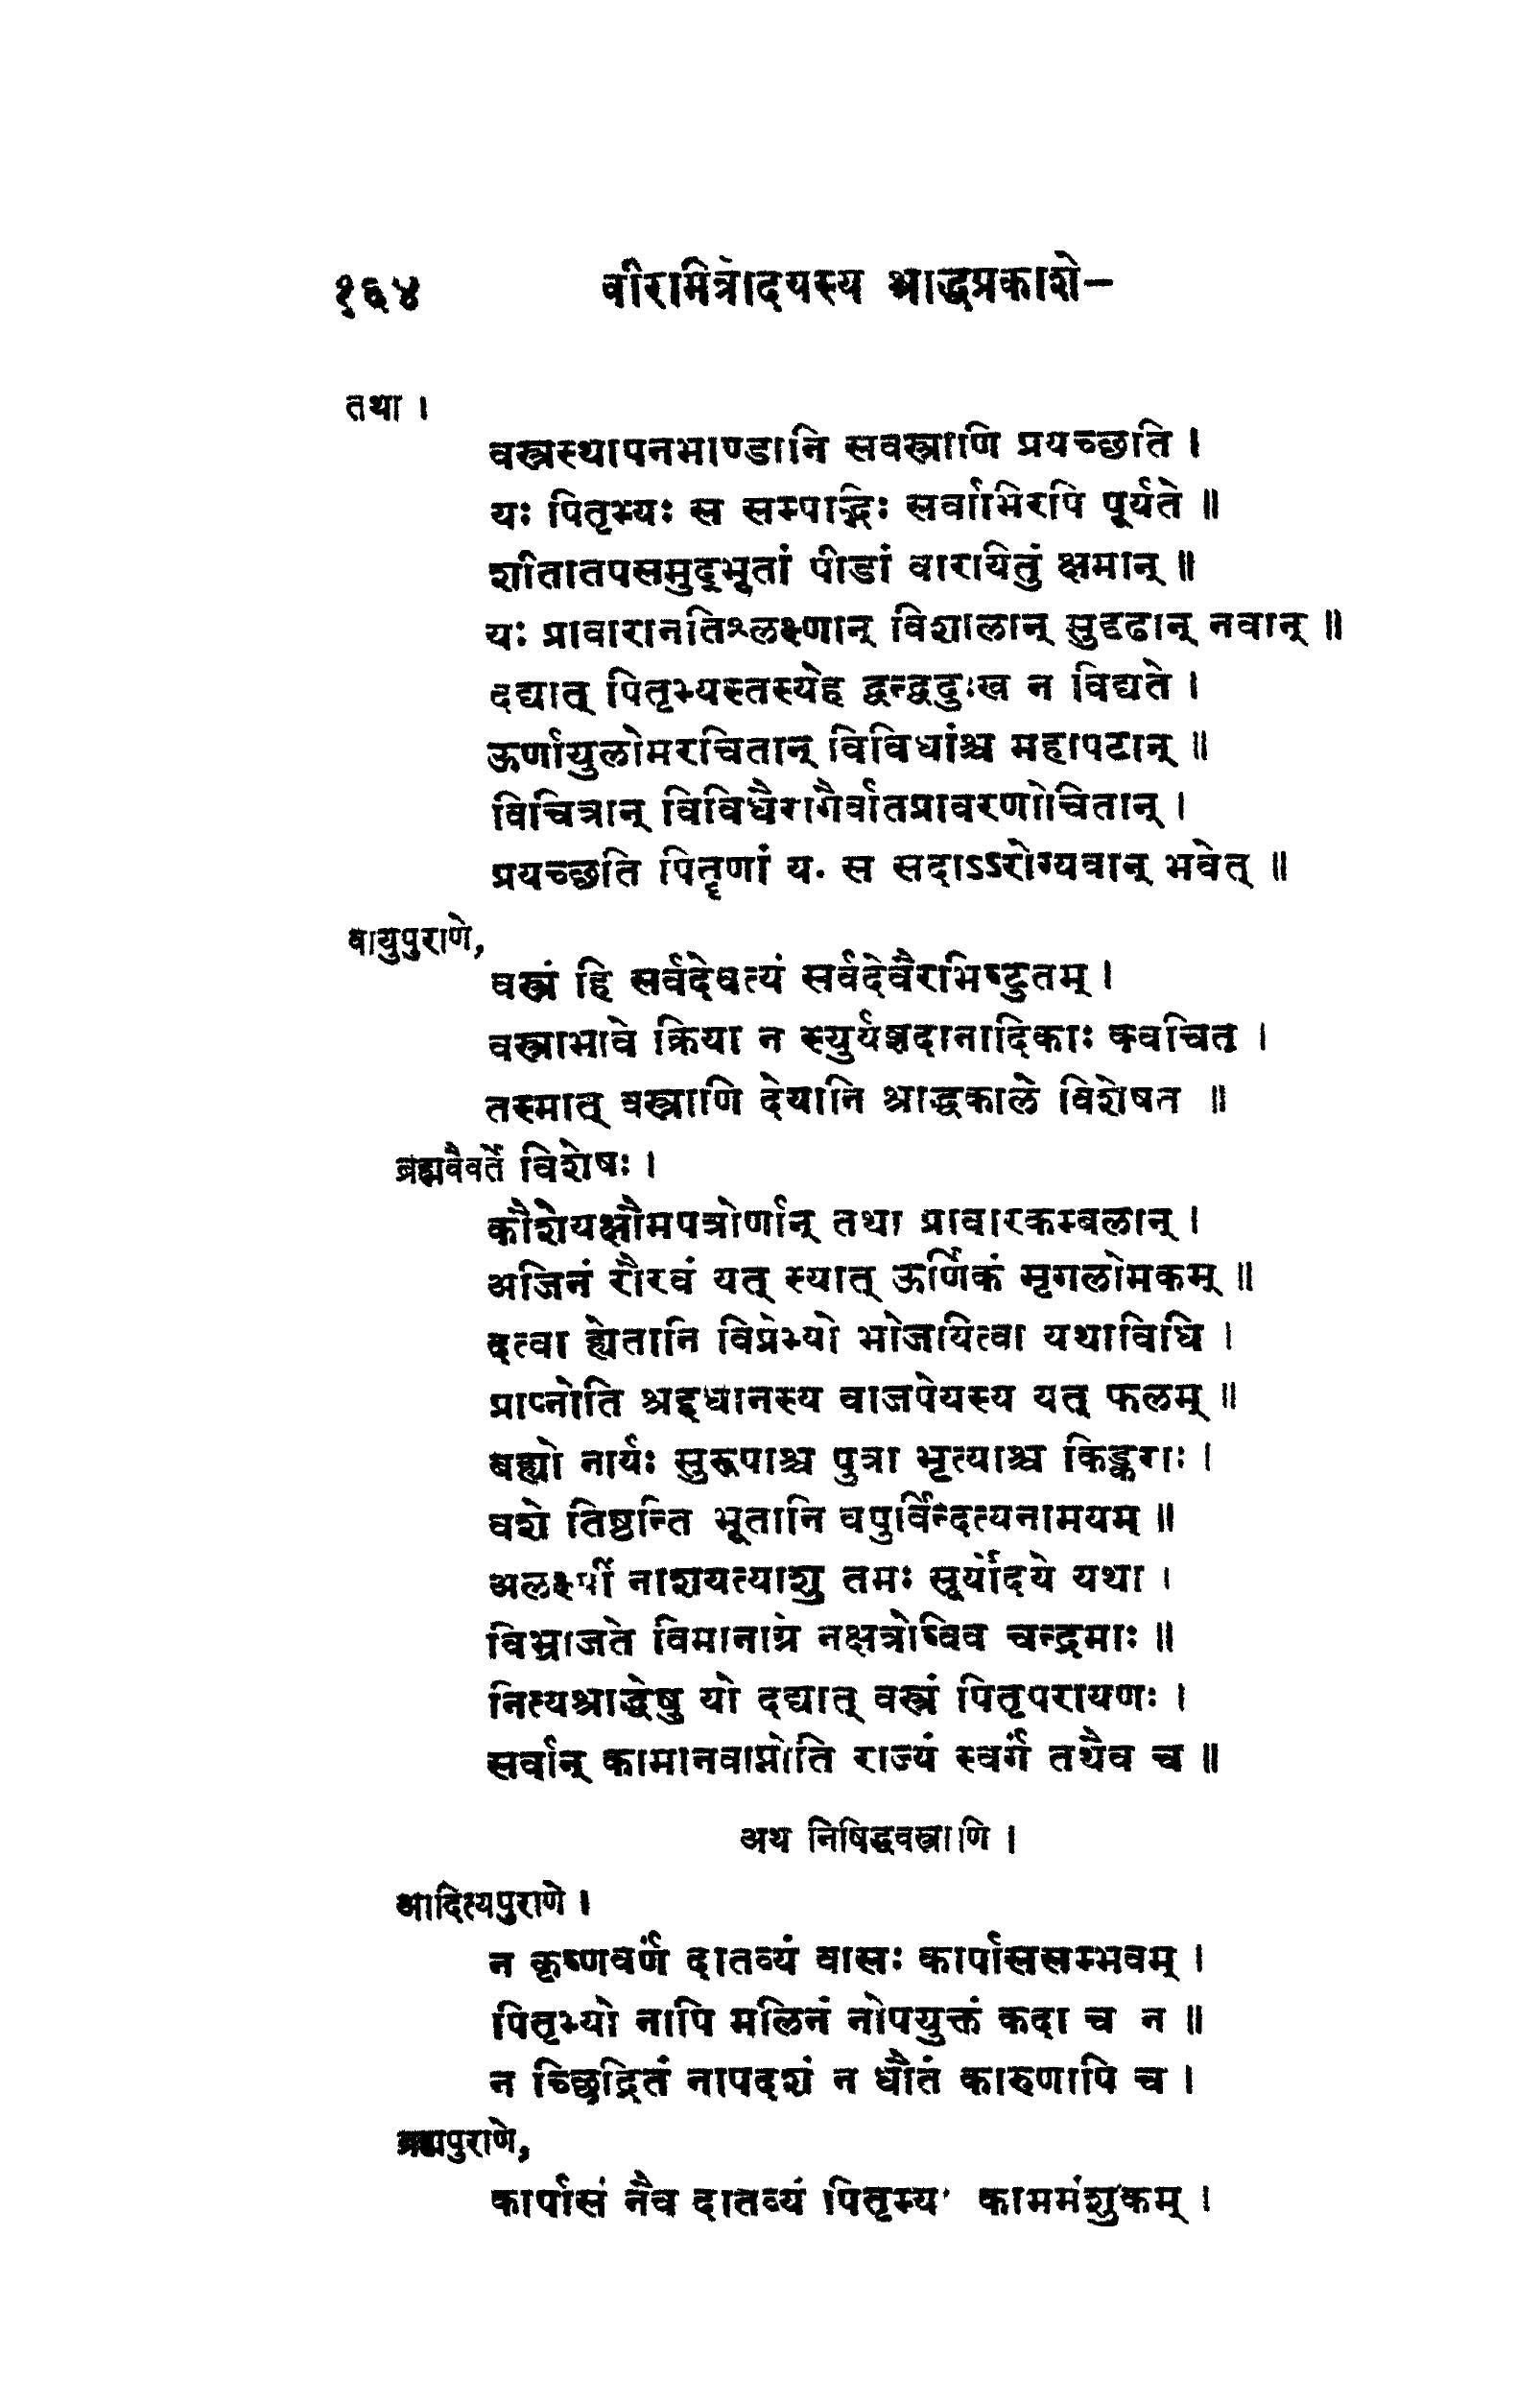 १६४ वीरमित्रोदयस्य श्राद्धप्रकाशे-
तथा ।
वस्त्रस्थापनभाण्डानि सवस्त्राणि प्रयच्छति ।
यः पितृभ्यः स सम्पद्भिः सर्वाभिरपि पूर्यते ॥
शीतातपसमुद्भूतां पीडां वारयितुं क्षमान् ॥
यः प्रावारानतिश्लक्ष्णान् विशालान् सुदृढान् नवान् ॥
दद्यात् पितृभ्यस्तस्येह द्वन्द्वदुःख न विद्यते ।
ऊर्णायुलोमरचितान् विविधांश्च महापटान् ॥
विचित्रान् विविधैरागैर्वातप्रावरणोचितान् ।
प्रयच्छति पितॄणां य. स सदाऽऽरोग्यवान् भवेत् ॥
वायुपुराणे,
वस्त्रं हि सर्वदेवत्यं सर्वदेवैरभिष्टुतम् ।
वस्त्राभावे क्रिया न स्युर्यज्ञदानादिकाः क्वचित ।
तस्मात् वस्त्राणि देयानि श्राद्धकाले विशेषत ॥
ब्रह्मवैवर्ते विशेषः ।
कौशेयक्षौमपत्रोर्णान् तथा प्रावारकम्बलान् ।
अजिनं रौरवं यत् स्यात् ऊर्णिकं मृगलोमकम् ॥
दत्वा ह्येतानि विप्रेभ्यो भोजयित्वा यथाविधि ।
प्राप्नोति श्रद्दधानस्य वाजपेयस्य यत् फलम् ॥
बह्यो नार्यः सुरूपाश्च पुत्रा भृत्याश्च किङ्कराः ।
वशे तिष्ठन्ति भूतानि वपुर्विन्दत्यनामयम् ॥
अलक्ष्मीं नाशयत्याशु तमः सूर्योदये यथा ।
विभ्राजते विमानाग्रे नक्षत्रेष्विव चन्द्रमाः ॥
नित्यश्राद्धेषु यो दद्यात् वस्त्रं पितृपरायणः ।
सर्वान् कामानवाप्नोति राज्यं स्वर्गं तथैव च ॥
अथ निषिद्धवस्त्राणि ।
आदित्यपुराणे ।
न कृष्णवर्णं दातव्यं वासः कार्पाससम्भवम् ।
पितृभ्यो नापि मलिनं नोपयुक्तं कदा च न ॥
न च्छिद्रितं नापदशं न धौतं कारुणापि च ।
ब्रह्मपुराणे,
कार्पासं नैव दातव्यं पितृभ्य' काममंशुकम् ।